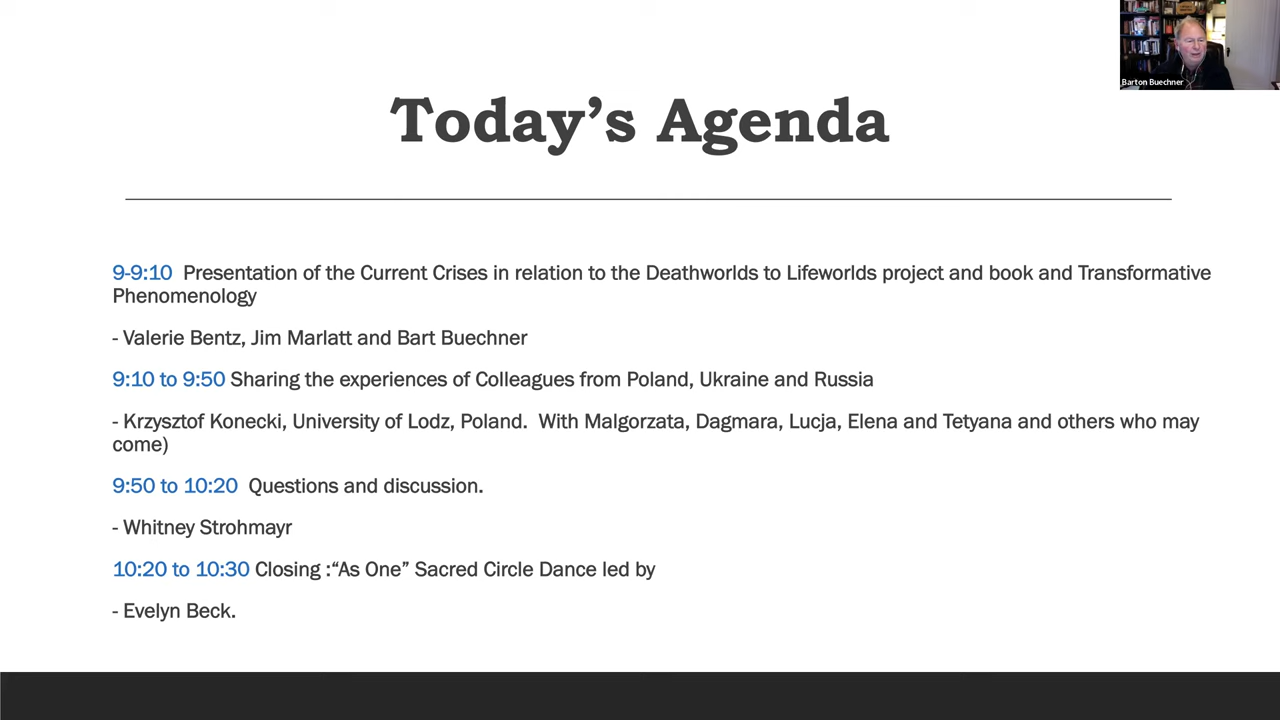 Barton Buechner
Today’s Agenda
9-9:10  Presentation of the Current Crises in relation to the Deathworlds to Lifeworlds project and book and Transformative
Phenomenology
- Valerie Bentz, Jim Marlatt and Bart Buechner
9:10 to 9:50 Sharing the experiences of Colleagues from Poland, Ukraine and Russia
- Krzysztof Konecki, University of Lodz, Poland.  With Malgorzata, Dagmara, Lucja, Elena and Tetyana and others who may
come)
9:50 to 10:20  Questions and discussion.
- Whitney Strohmayr
10:20 to 10:30 Closing :“As One” Sacred Circle Dance led by
- Evelyn Beck.